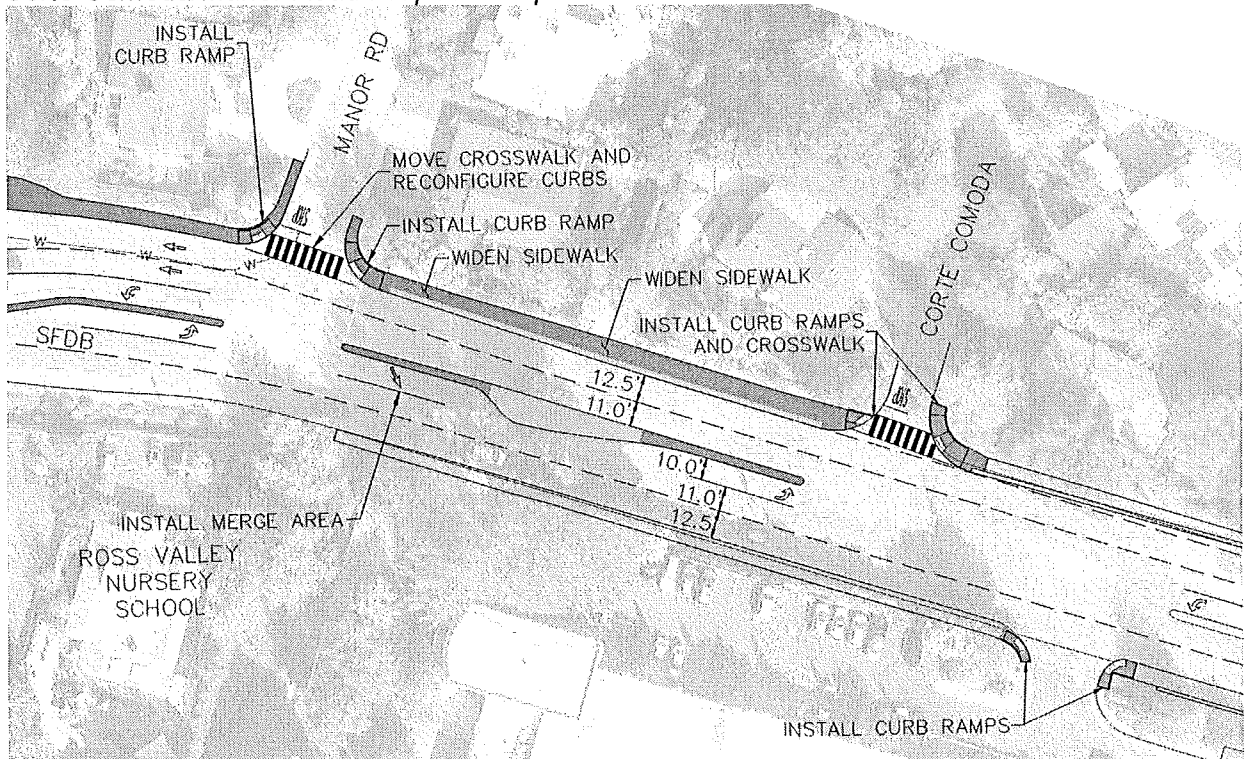 INSTALL
CURB RAMP
MANOR RD
MOVE CROSSWALK AND
RECONFIGURE CURBS
INSTALL CURB RAMP
WIDEN SIDEWALK
WIDEN SIDEWALK
CORTE COMODA
INSTALL CURB RAMPS
AND CROSSWALK
W
W
W
SFDB
12.5'
11.0'
10.0'
11.0'
12.5'
INSTALL MERGE AREA
ROSS VALLEY
NURSERY
SCHOOL
INSTALL CURB RAMPS